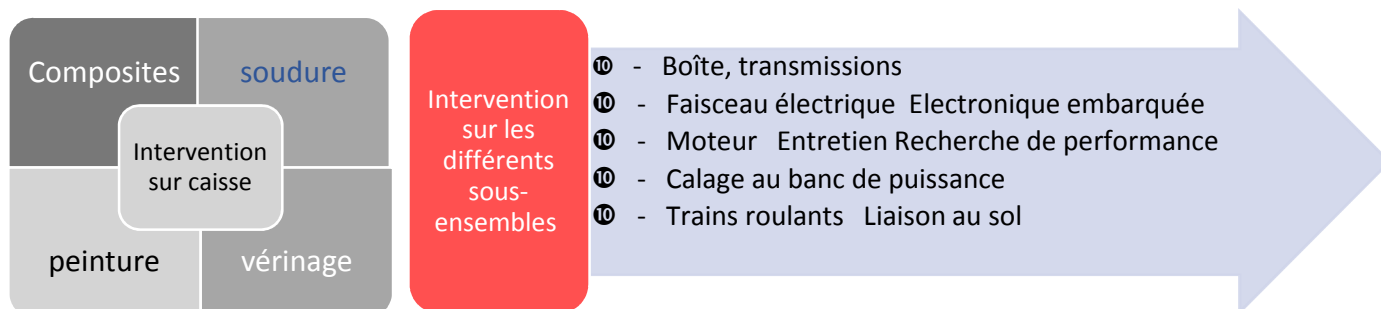 Composites
soudure
Intervention
sur caisse
peinture
vérinage
Intervention
sur les
différents
sous-
ensembles
❿ - Boîte, transmissions
❿ - Faisceau électrique Electronique embarquée
❿ - Moteur Entretien Recherche de performance
❿ - Calage au banc de puissance
❿ - Trains roulants Liaison au sol